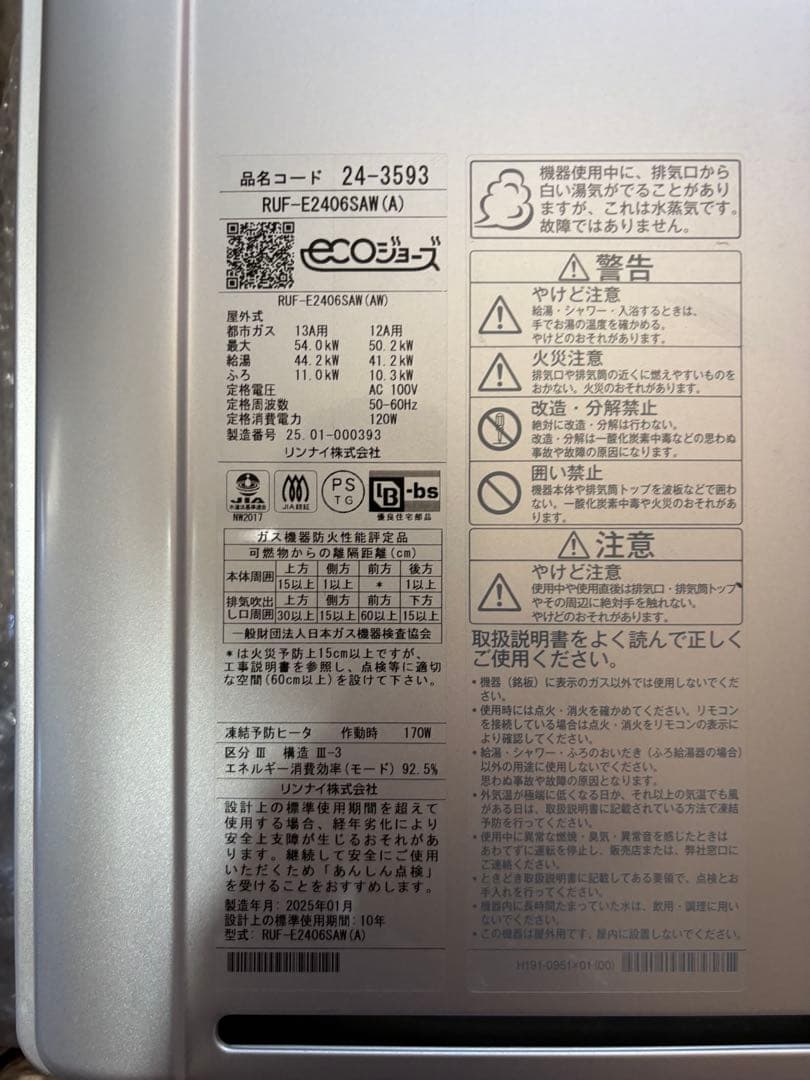 品名コード 24-3593
RUF-E2406SAW(A)
ecoジョーズ
RUF-E2406SAW(AW)
屋外式
都市ガス 13A用 12A用
最大 54.0kW 50.2kW
給湯 44.2kW 41.2kW
ふろ 11.0kW 10.3kW
定格電圧 AC 100V
定格周波数 50-60Hz
定格消費電力 120W
製造番号 25.01-000393
リンナイ株式会社
JIA
水道法基準適合
NW2017
JIA認証
PS
TG
BL-bs
優良住宅部品
ガス機器防火性能評定品
可燃物からの離隔距離(cm)
本体周囲 上方 側方 前方 後方
15以上 1以上 * 1以上
排気吹出し口周囲 上方 側方 前方 下方
30以上 15以上 60以上 15以上
一般財団法人日本ガス機器検査協会
*は火災予防上15cm以上ですが、
工事説明書を参照し、点検等に適切
な空間(60cm以上)を設けて下さい。
凍結予防ヒータ 作動時 170W
区分 Ⅲ 構造 Ⅲ-3
エネルギー消費効率(モード) 92.5%
リンナイ株式会社
設計上の標準使用期間を超えて
使用する場合、経年劣化により
安全上支障が生じるおそれがあ
ります。継続して安全にご使用
いただくため「あんしん点検」
を受けることをおすすめします。
製造年月: 2025年01月
設計上の標準使用期間: 10年
型式: RUF-E2406SAW(A)
機器使用中に、排気口から
白い湯気がでることがあり
ますが、これは水蒸気です。
故障ではありません。
警告
やけど注意
給湯・シャワー・入浴するときは、
手でお湯の温度を確かめる。
やけどのおそれがあります。
火災注意
排気口や排気筒の近くに燃えやすいものを
おかない。火災のおそれがあります。
改造・分解禁止
絶対に改造・分解は行わない。
改造・分解は一酸化炭素中毒などの思わぬ
事故や故障の原因になります。
囲い禁止
機器本体や排気筒トップを波板などで囲わ
ない。一酸化炭素中毒や火災のおそれがあ
ります。
注意
やけど注意
使用中や使用直後は排気口・排気筒トップ
やその周辺に絶対手を触れない。
やけどのおそれがあります。
取扱説明書をよく読んで正しく
ご使用ください。
•機器(銘板)に表示のガス以外では使用しないでくだ
さい。
•使用時には点火・消火を確かめてください。リモコン
を接続している場合は点火・消火をリモコンの表示に
より確認してください。
•給湯・シャワー・ふろのおいだき(ふろ給湯器の場合)
以外の用途に使用しないでください。
思わぬ事故や故障の原因となります。
•外気温が極端に低くなる日か、それ以上の気温でも風
がある日は、取扱説明書に記載されている方法で凍結
予防を行ってください。
•使用中に異常な燃焼・臭気・異常音を感じたときは
あわてずに運転を停止し、販売店または、弊社窓口に
ご連絡ください。
•ときどき取扱説明書に記載してある要領で、点検とお
手入れを行ってください。
•機器内に長時間たまっていた水は、飲用・調理に用い
ないでください。
•この機器は屋外用です。屋内に設置しないでください。
H191-0951×01(00)